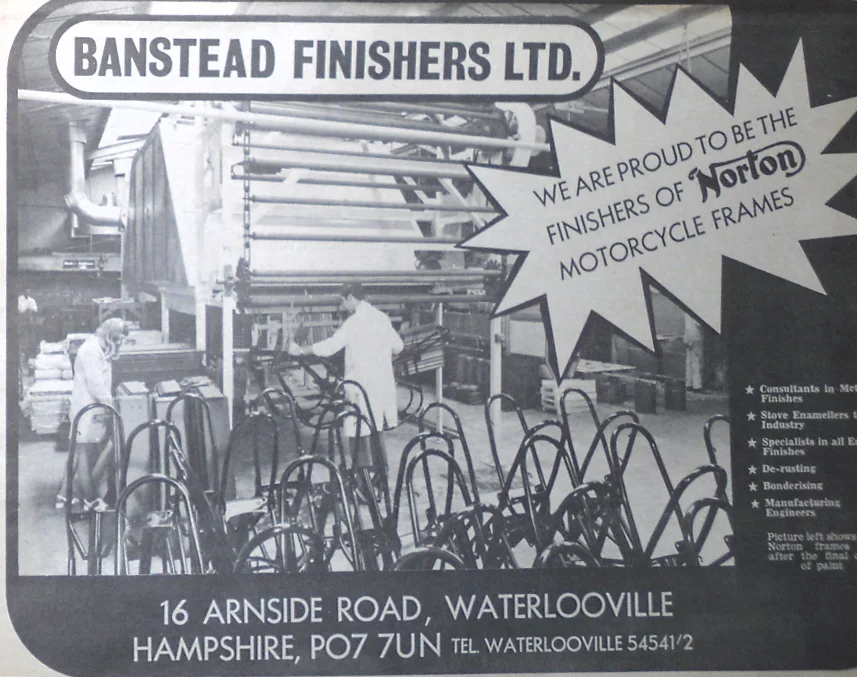 BANSTEAD FINISHERS LTD.
WE ARE PROUD TO BE THE
FINISHERS OF Norton
MOTORCYCLE FRAMES
★ Consultants in Met
Finishes
★ Stove Enamellers t
Industry
★ Specialists in all E
Finishes
★ De-rusting
★ Bonderising
★ Manufacturing
Engineers
Picture left shows
Norton frames
after the final
of paint
16 ARNSIDE ROAD, WATERLOOVILLE
HAMPSHIRE, PO7 7UN TEL. WATERLOOVILLE 54541/2